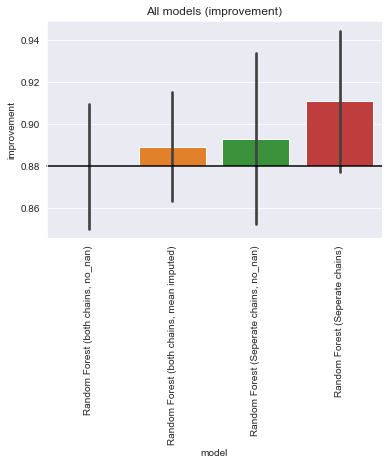 All models (improvement)
improvement
0.94
0.92
0.90
0.88
0.86
Random Forest (both chains, no_nan)
Random Forest (both chains, mean imputed)
Random Forest (Seperate chains, no_nan)
Random Forest (Seperate chains)
model